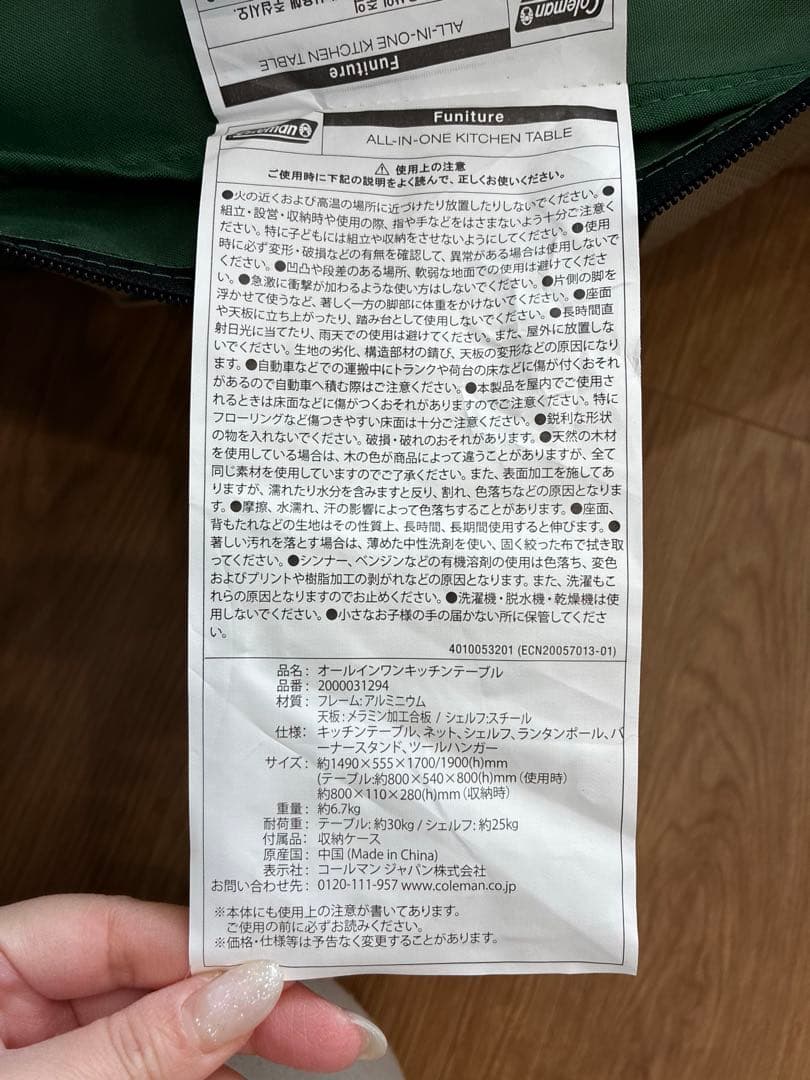 해 주십시오.
Coleman
ALL-IN-ONE KITCHEN TABLE
Funiture
Coleman
Funiture
ALL-IN-ONE KITCHEN TABLE
⚠ 使用上の注意
ご使用時に下記の説明をよく読んで、正しくお使いください。
●火の近くおよび高温の場所に近づけたり放置したりしないでください。●
組立・設営・収納時や使用の際、指や手などをはさまないよう十分ご注意く
ださい。特に子どもには組立や収納をさせないようにしてください。●使用
時に必ず変形・破損などの有無を確認して、異常がある場合は使用しないで
ください。●凹凸や段差のある場所、軟弱な地面での使用は避けてくださ
い。●急激に衝撃が加わるような使い方はしないでください。●片側の脚を
浮かせて使うなど、著しく一方の脚部に体重をかけないでください。●座面
や天板に立ち上がったり、踏み台として使用しないでください。●長時間直
射日光に当てたり、雨天での使用は避けてください。また、屋外に放置しな
いでください。生地の劣化、構造部材の錆び、天板の変形などの原因になり
ます。●自動車などでの運搬中にトランクや荷台の床などに傷が付くおそれ
があるので自動車へ積む際はご注意ください。●本製品を屋内でご使用さ
れるときは床面などに傷がつくおそれがありますのでご注意ください。特に
フローリングなど傷つきやすい床面は十分ご注意ください。●鋭利な形状
の物を入れないでください。破損・破れのおそれがあります。●天然の木材
を使用している場合は、木の色が商品によって違うことがありますが、全て
同じ素材を使用していますのでご了承ください。また、表面加工を施してあ
りますが、濡れたり水分を含みますと反り、割れ、色落ちなどの原因となりま
す。●摩擦、水濡れ、汗の影響によって色落ちすることがあります。●座面、
背もたれなどの生地はその性質上、長時間、長期間使用すると伸びます。●
著しい汚れを落とす場合は、薄めた中性洗剤を使い、固く絞った布で拭き取
ってください。●シンナー、ベンジンなどの有機溶剤の使用は色落ち、変色
およびプリントや樹脂加工の剥がれなどの原因となります。また、洗濯もこ
れらの原因となりますのでお止めください。●洗濯機・脱水機・乾燥機は使
用しないでください。●小さなお子様の手の届かない所に保管してくださ
い。
4010053201 (ECN20057013-01)
品名: オールインワンキッチンテーブル
品番: 2000031294
材質: フレーム:アルミニウム
天板:メラミン加工合板 / シェルフ:スチール
仕様: キッチンテーブル、ネット、シェルフ、ランタンポール、バ
ーナースタンド、ツールハンガー
サイズ: 約1490×555×1700/1900(h)mm
(テーブル:約800×540×800(h)mm (使用時)
約800×110×280(h)mm (収納時)
重量: 約6.7kg
耐荷重: テーブル:約30kg / シェルフ:約25kg
付属品: 収納ケース
原産国: 中国 (Made in China)
表示社: コールマン ジャパン株式会社
お問い合わせ先: 0120-111-957 www.coleman.co.jp
※本体にも使用上の注意が書いてあります。
ご使用の前に必ずお読みください。
※価格・仕様等は予告なく変更することがあります。